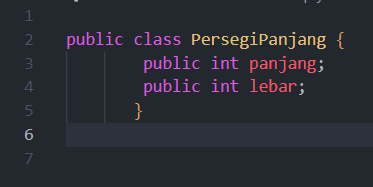 1
2 public class PersegiPanjang {
3 public int panjang;
4 public int lebar;
5 }
6
7